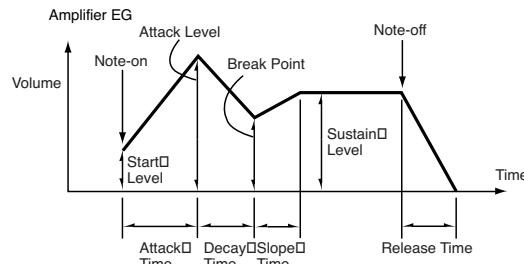 Amplifier EG
Attack Level
Note-off
Note-on
Break Point
Volume
Sustain□
Level
Start□
Level
Time
Attack□
Time
Decay□
Time
Slope□
Time
Release Time